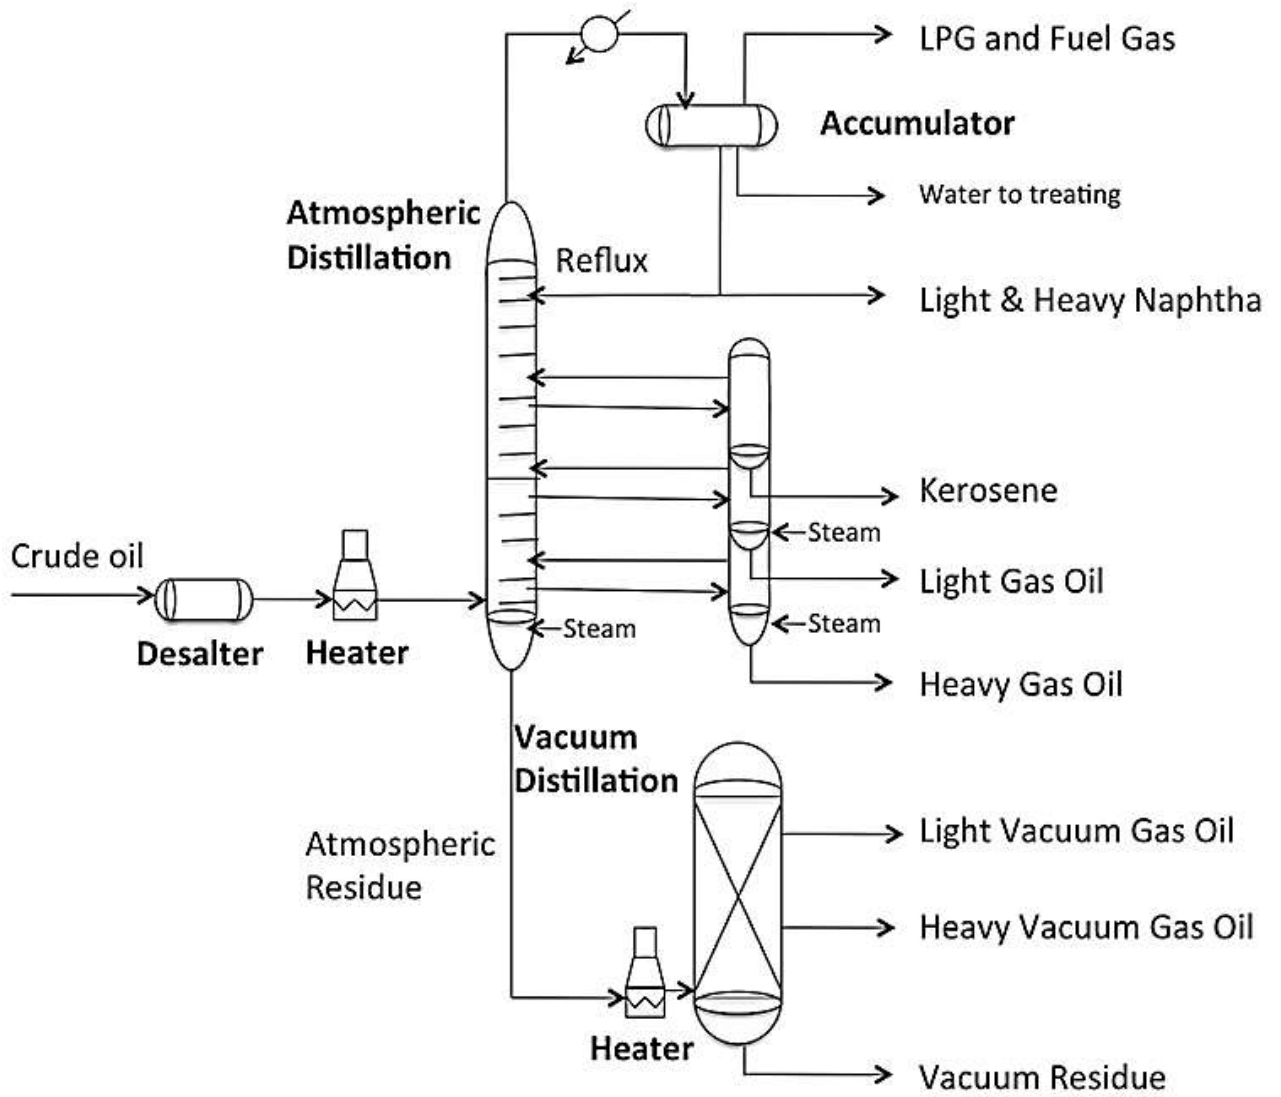 LPG and Fuel Gas
Accumulator
Water to treating
Atmospheric
Distillation
Reflux
Light & Heavy Naphtha
Kerosene
Steam
Crude oil
Light Gas Oil
Steam
Steam
Desalter
Heater
Heavy Gas Oil
Vacuum
Distillation
Atmospheric
Residue
Light Vacuum Gas Oil
Heavy Vacuum Gas Oil
Heater
Vacuum Residue